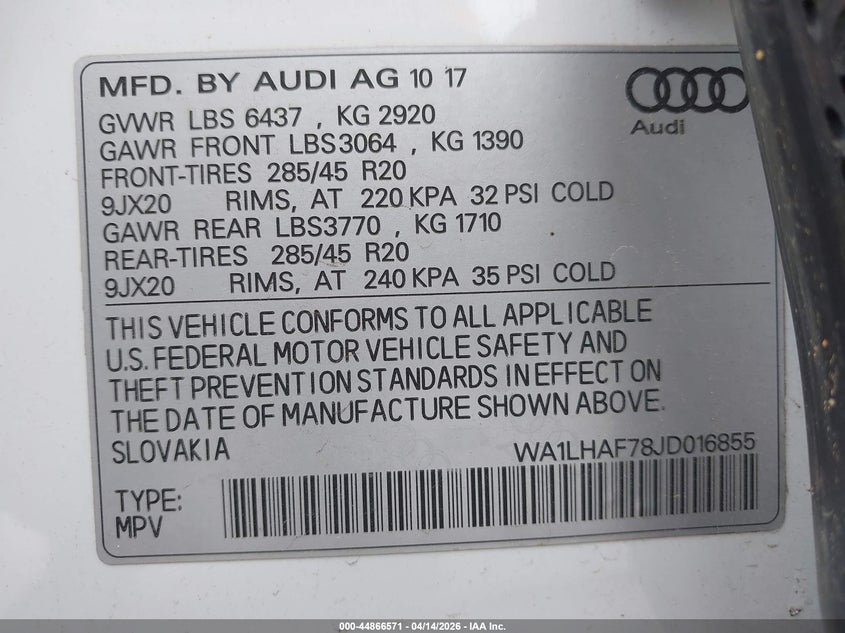 MFD. BY AUDI AG 10 17
Audi
GVWR LBS 6437 , KG 2920
GAWR FRONT LBS3064 , KG 1390
FRONT-TIRES 285/45 R20
9JX20 RIMS, AT 220 KPA 32 PSI COLD
GAWR REAR LBS3770 , KG 1710
REAR-TIRES 285/45 R20
9JX20 RIMS, AT 240 KPA 35 PSI COLD
THIS VEHICLE CONFORMS TO ALL APPLICABLE
U.S. FEDERAL MOTOR VEHICLE SAFETY AND
THEFT PREVENTION STANDARDS IN EFFECT ON
THE DATE OF MANUFACTURE SHOWN ABOVE.
SLOVAKIA WA1LHAF78JD016855
TYPE:
MPV
000-44866571 - 04/14/2026 - IAA Inc.